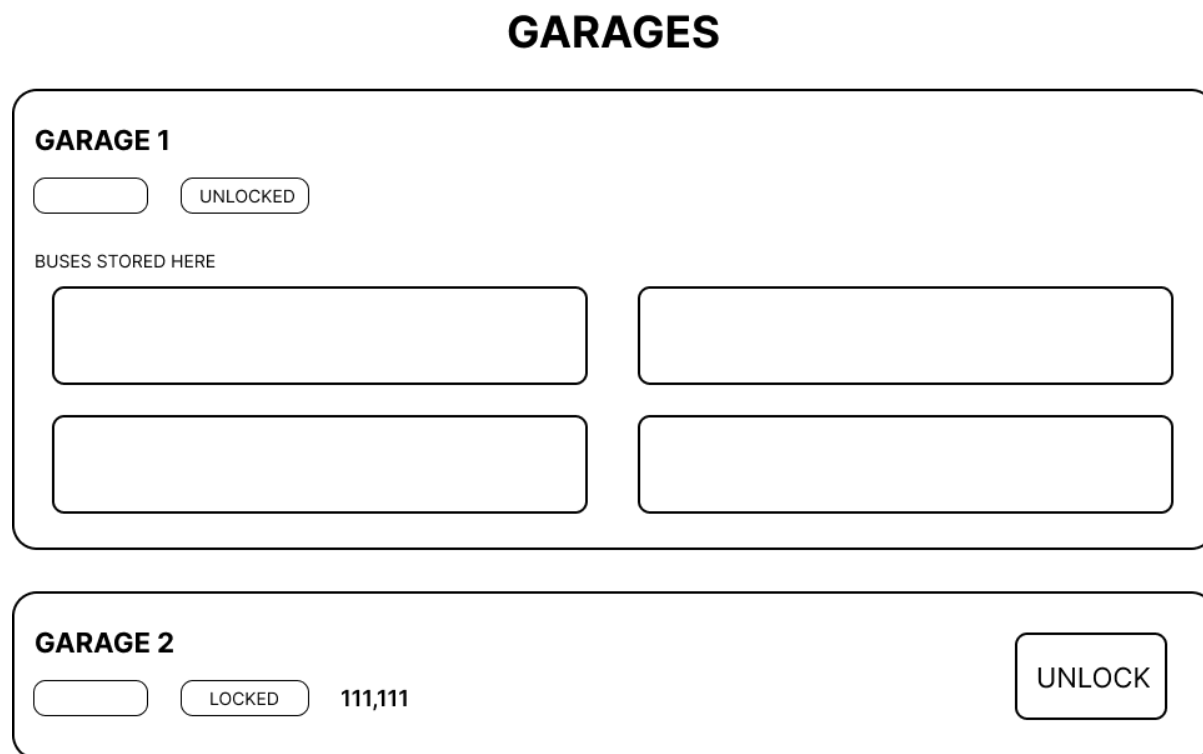 GARAGES
GARAGE 1
UNLOCKED
BUSES STORED HERE
GARAGE 2
UNLOCK
LOCKED 111,111